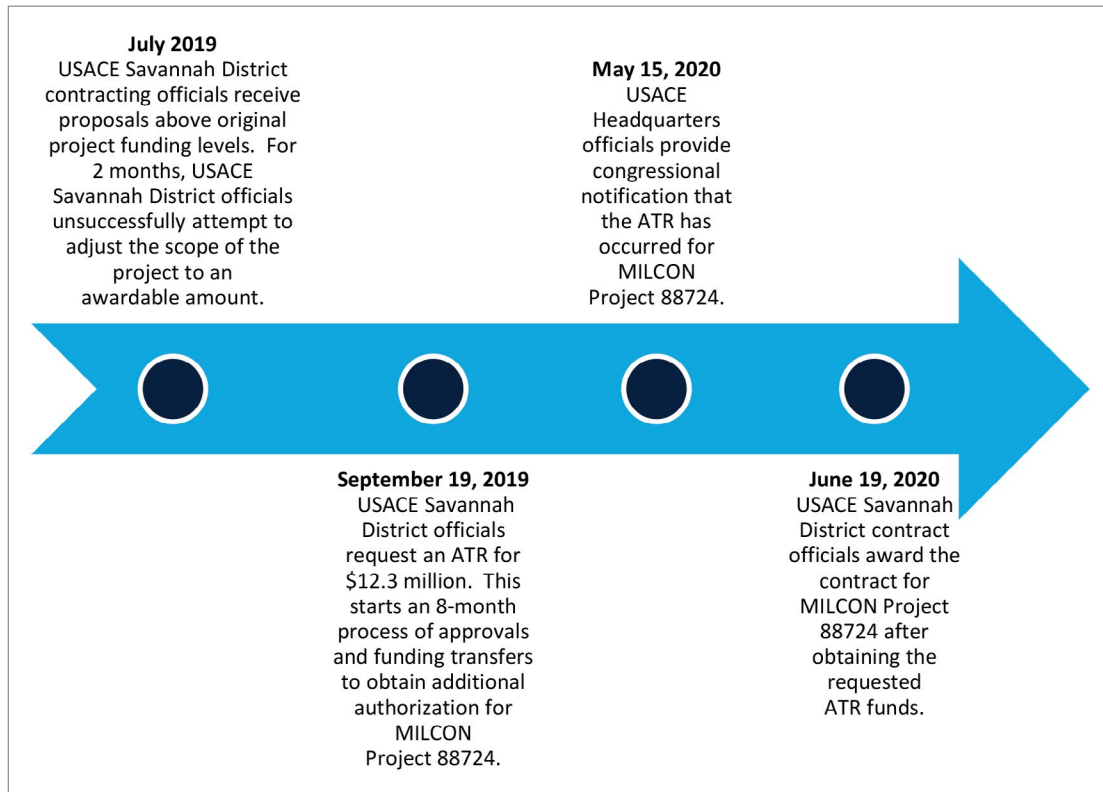 July 2019
USACE Savannah District
contracting officials receive
proposals above original
project funding levels.  For
2 months, USACE
Savannah District officials
unsuccessfully attempt to
adjust the scope of the
project to an
awardable amount.
September 19, 2019
USACE Savannah
District officials
request an ATR for
$12.3 million.  This
starts an 8-month
process of approvals
and funding transfers
to obtain additional
authorization for
MILCON
Project 88724.
May 15, 2020
USACE
Headquarters
officials provide
congressional
notification that
the ATR has
occurred for
MILCON
Project 88724.
June 19, 2020
USACE Savannah
District contract
officials award the
contract for
MILCON Project
88724 after
obtaining the
requested
ATR funds.